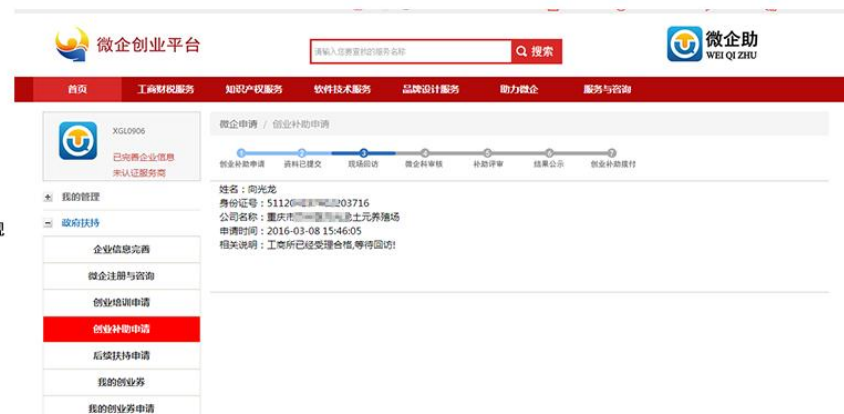 微企创业平台
请输入您要查找的服务名称
搜索
微企助
WEI QI ZHU
首页 工商财税服务 知识产权服务 软件技术服务 品牌设计服务 助力微企 服务与咨询
XGL0906
已完善企业信息
未认证服务商
我的管理
政府扶持
企业信息完善
微企注册与咨询
创业培训申请
创业补助申请
后续扶持申请
我的创业券
我的创业券申请
微企申请 / 创业补助申请
1 2 3 4 5 6 7
创业补助申请 资料已提交 现场回访 微企科审核 补助评审 结果公示 创业补助拨付
姓名：向光龙
身份证号：51120 203716
公司名称：重庆市 土元养殖场
申请时间：2016-03-08 15:46:05
相关说明：工商所已经受理合格,等待回访!